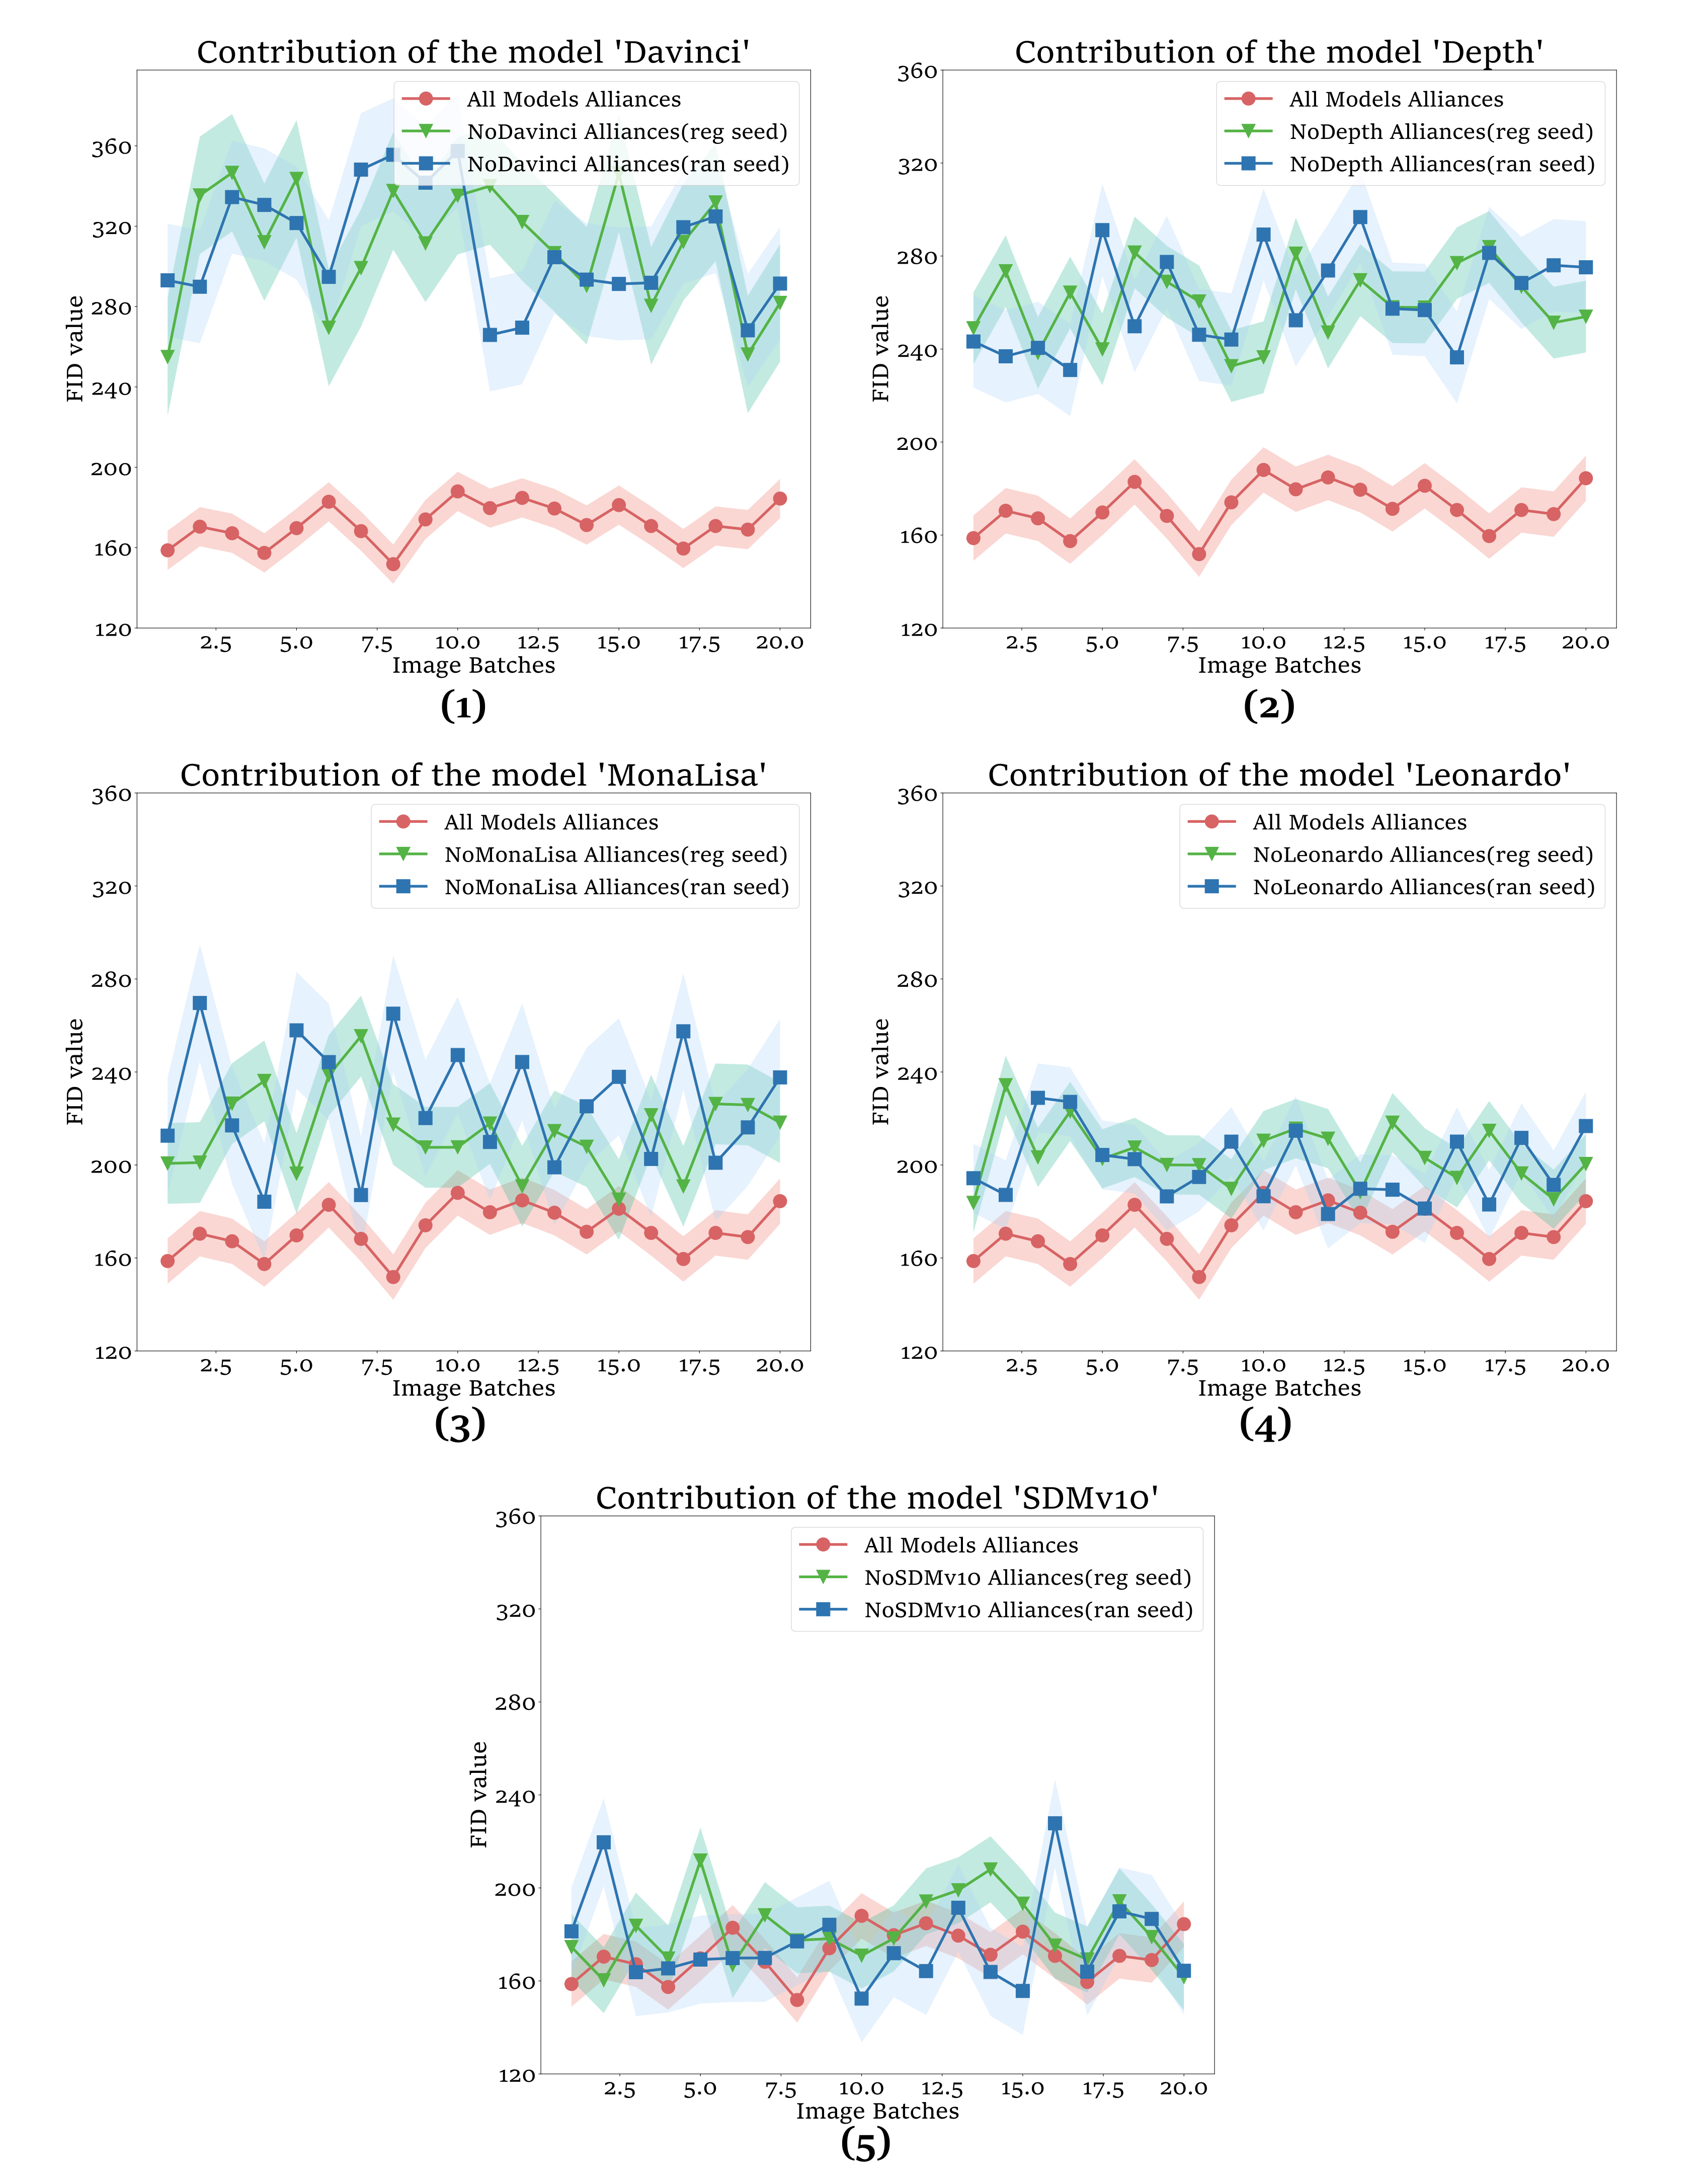 Contribution of the model 'Davinci'
All Models Alliances
NoDavinci Alliances(reg seed)
NoDavinci Alliances(ran seed)
FID value
360
320
280
240
200
160
120
2.5 5.0 7.5 10.0 12.5 15.0 17.5 20.0
Image Batches
(1)
Contribution of the model 'Depth'
All Models Alliances
NoDepth Alliances(reg seed)
NoDepth Alliances(ran seed)
FID value
360
320
280
240
200
160
120
2.5 5.0 7.5 10.0 12.5 15.0 17.5 20.0
Image Batches
(2)
Contribution of the model 'MonaLisa'
All Models Alliances
NoMonaLisa Alliances(reg seed)
NoMonaLisa Alliances(ran seed)
FID value
360
320
280
240
200
160
120
2.5 5.0 7.5 10.0 12.5 15.0 17.5 20.0
Image Batches
(3)
Contribution of the model 'Leonardo'
All Models Alliances
NoLeonardo Alliances(reg seed)
NoLeonardo Alliances(ran seed)
FID value
360
320
280
240
200
160
120
2.5 5.0 7.5 10.0 12.5 15.0 17.5 20.0
Image Batches
(4)
Contribution of the model 'SDMv10'
All Models Alliances
NoSDMv10 Alliances(reg seed)
NoSDMv10 Alliances(ran seed)
FID value
360
320
280
240
200
160
120
2.5 5.0 7.5 10.0 12.5 15.0 17.5 20.0
Image Batches
(5)